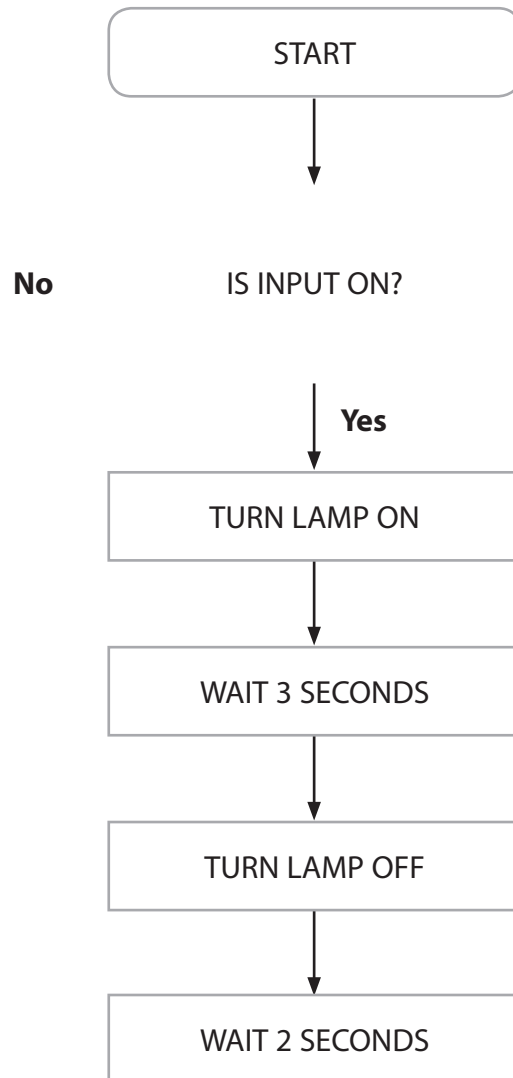 START
No
IS INPUT ON?
Yes
TURN LAMP ON
WAIT 3 SECONDS
TURN LAMP OFF
WAIT 2 SECONDS